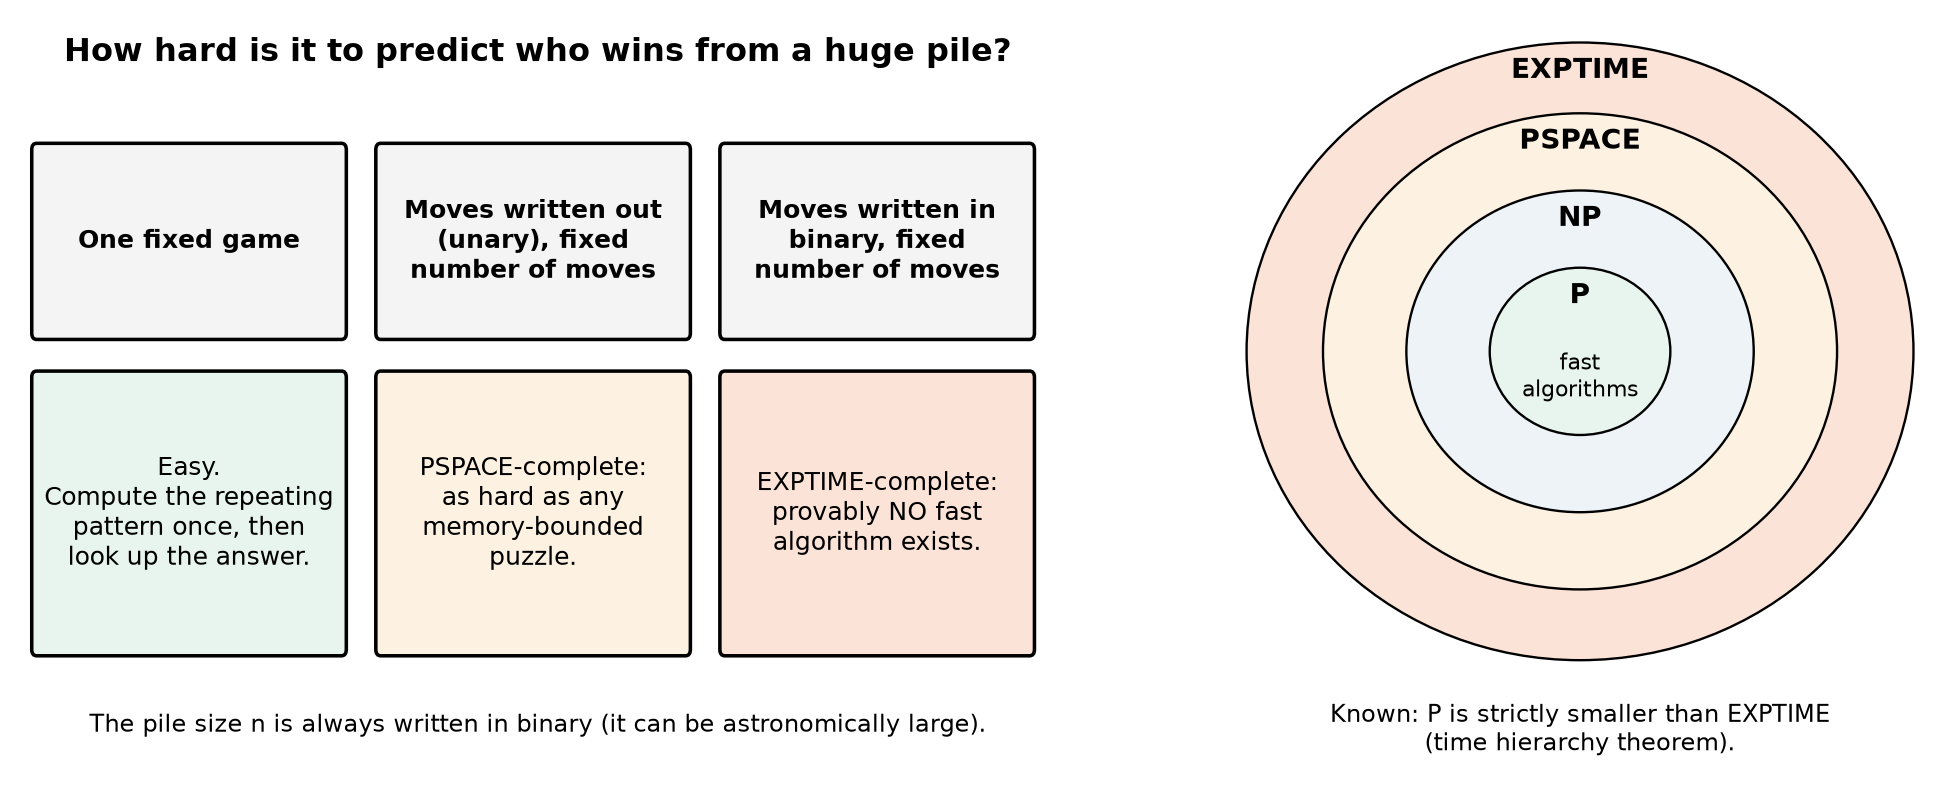 How hard is it to predict who wins from a huge pile?
One fixed game
Moves written out
(unary), fixed
number of moves
Moves written in
binary, fixed
number of moves
Easy.
Compute the repeating
pattern once, then
look up the answer.
PSPACE-complete:
as hard as any
memory-bounded
puzzle.
EXPTIME-complete:
provably NO fast
algorithm exists.
The pile size n is always written in binary (it can be astronomically large).
EXPTIME
PSPACE
NP
P
fast
algorithms
Known: P is strictly smaller than EXPTIME
(time hierarchy theorem).